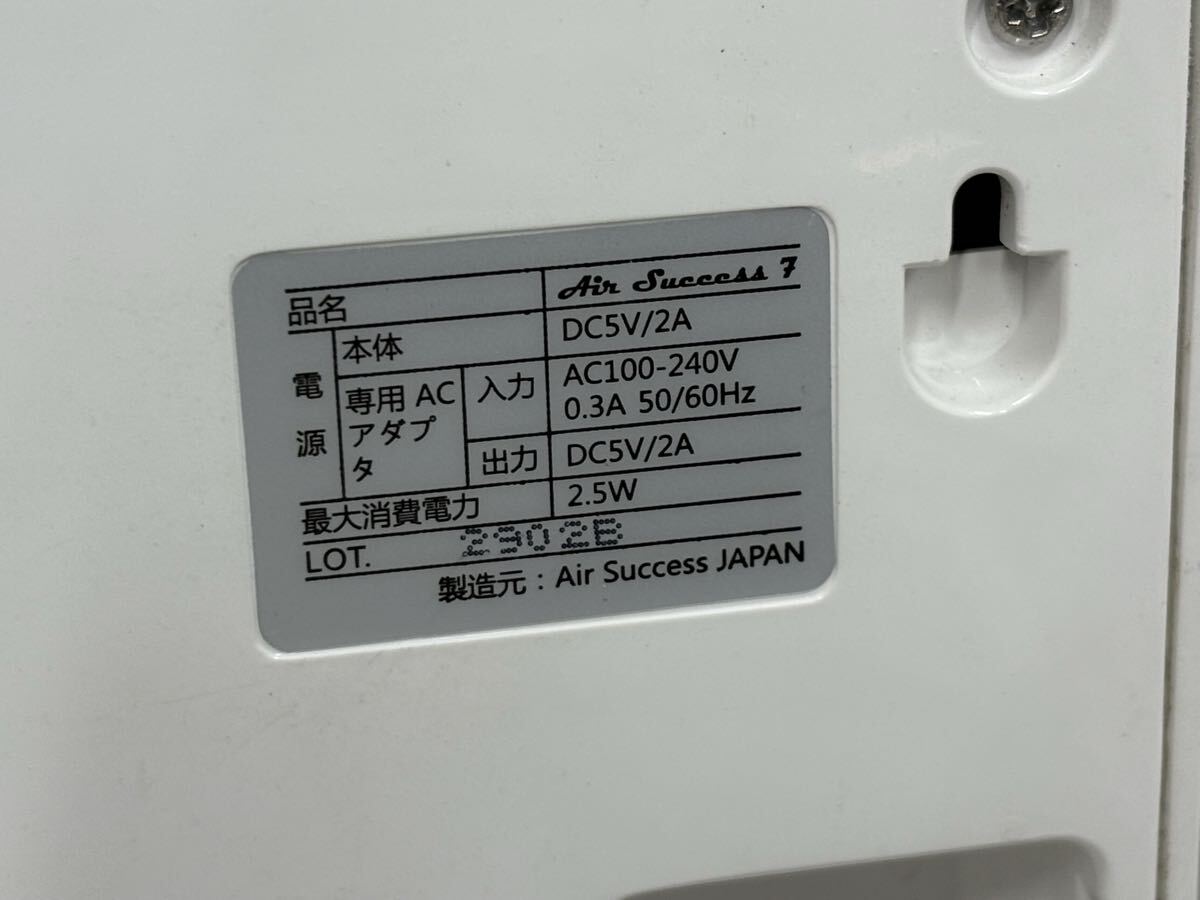 品名 Air Success 7
電源 本体 DC5V/2A
専用 AC アダプタ 入力 AC100-240V
0.3A 50/60Hz
出力 DC5V/2A
最大消費電力 2.5W
LOT. 2302B
製造元：Air Success JAPAN